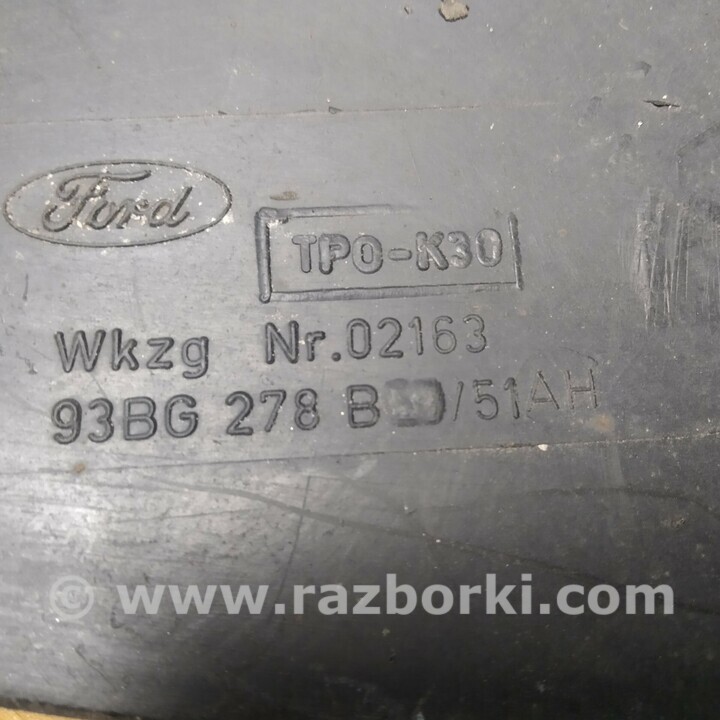 Ford
TPO-K30
Wkzg Nr.02163
93BG 278 B /51AH
© www.razborki.com